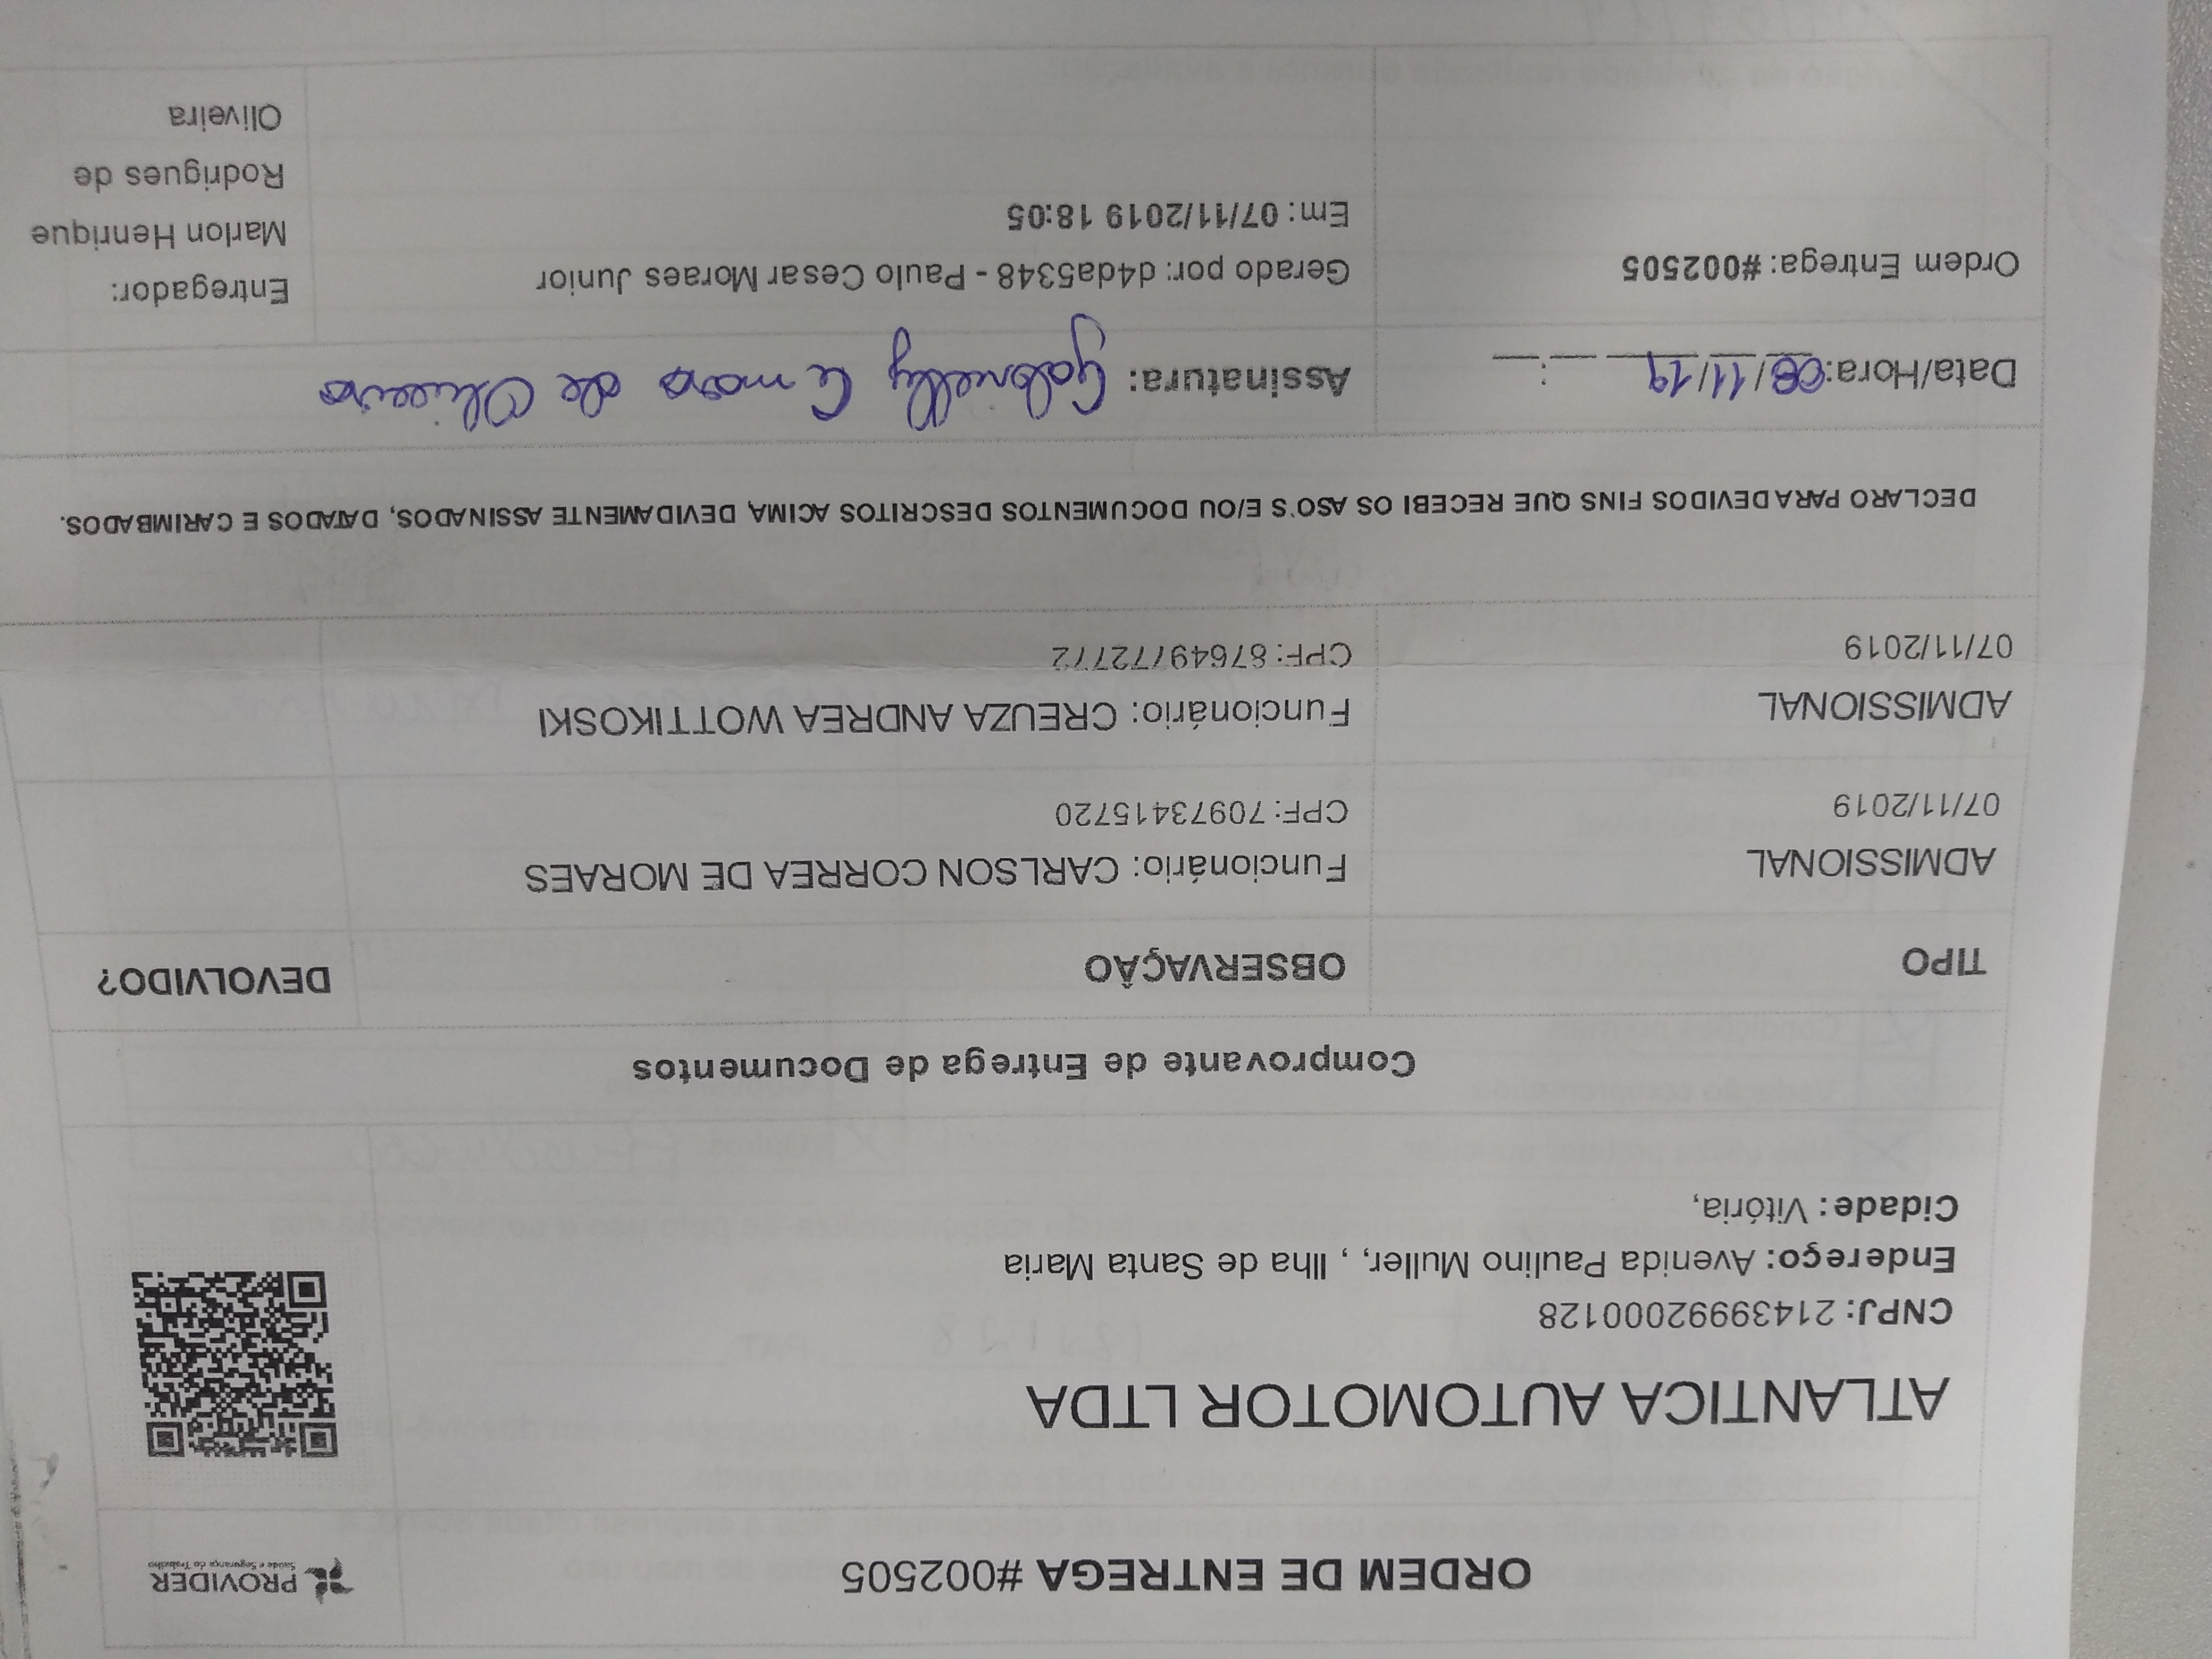 ORDEM DE ENTREGA #002505
PROVIDER
Saúde e Segurança do Trabalho
ATLANTICA AUTOMOTOR LTDA
CNPJ: 21439992000128
Endereço: Avenida Paulino Muller, , Ilha de Santa Maria
Cidade: Vitória,
Comprovante de Entrega de Documentos
TIPO OBSERVAÇÃO DEVOLVIDO?
ADMISSIONAL Funcionário: CARLSON CORREA DE MORAES
07/11/2019 CPF: 70973415720
ADMISSIONAL Funcionário: CREUZA ANDREA WOTTIKOSKI
07/11/2019 CPF: 87649772772
DECLARO PARA DEVIDOS FINS QUE RECEBI OS ASO'S E/OU DOCUMENTOS DESCRITOS ACIMA, DEVIDAMENTE ASSINADOS, DATADOS E CARIMBADOS.
Data/Hora: 08/11/19 Assinatura: Gabrielly de Oliveira
Ordem Entrega: #002505
Gerado por: d4da5348 - Paulo Cesar Moraes Junior
Em: 07/11/2019 18:05
Entregador:
Marlon Henrique
Rodrigues de
Oliveira